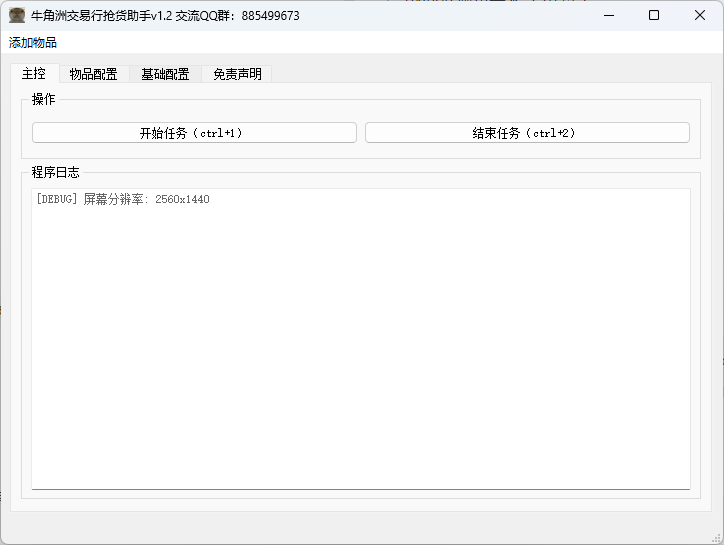 牛角洲交易行抢货助手v1.2 交流QQ群：885499673
添加物品
主控 物品配置 基础配置 免责声明
操作
开始任务（ctrl+1） 结束任务（ctrl+2）
程序日志
[DEBUG] 屏幕分辨率: 2560x1440